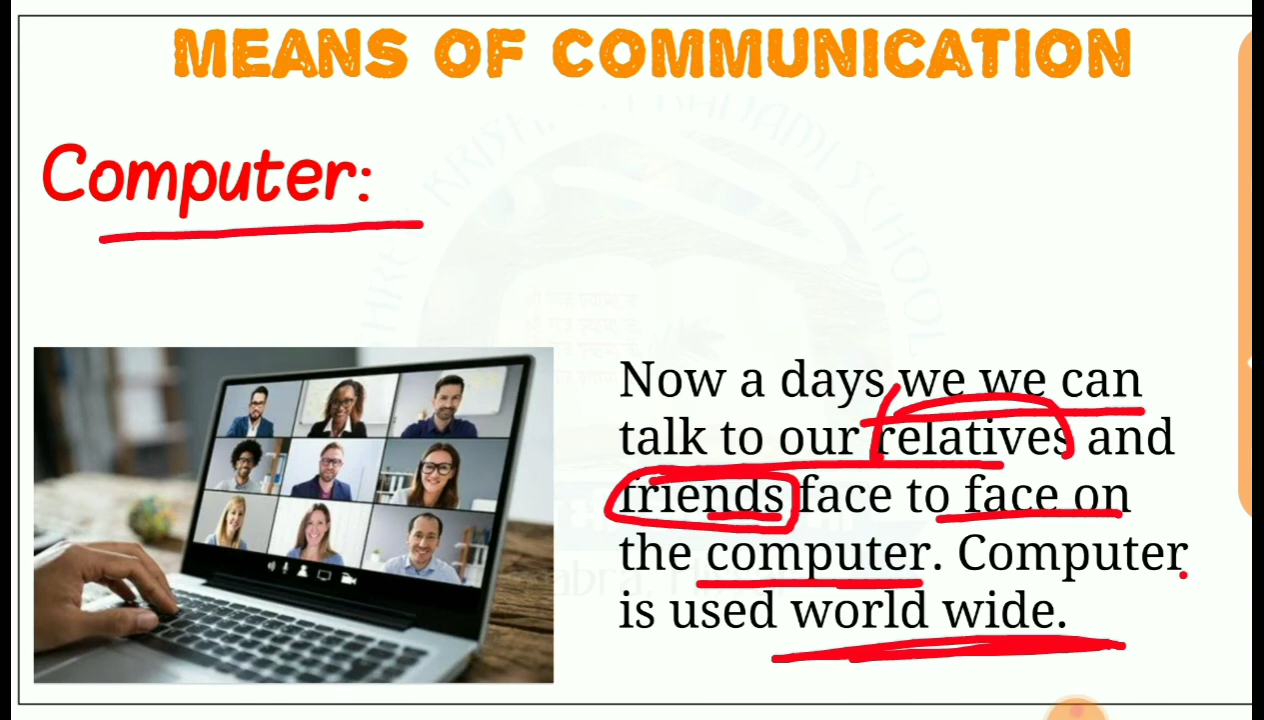 MEANS OF COMMUNICATION
Computer:
Now a days we we can
talk to our relatives and
friends face to face on
the computer. Computer
is used world wide.